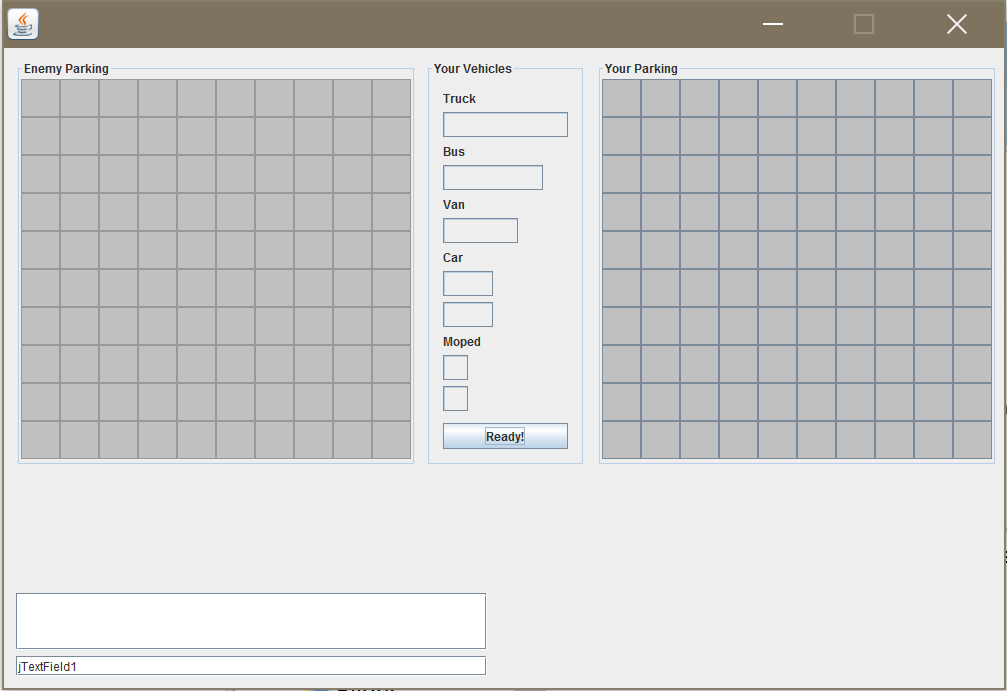 Enemy Parking
Your Vehicles
Your Parking
Truck
Bus
Van
Car
Moped
Ready!
jTextField1